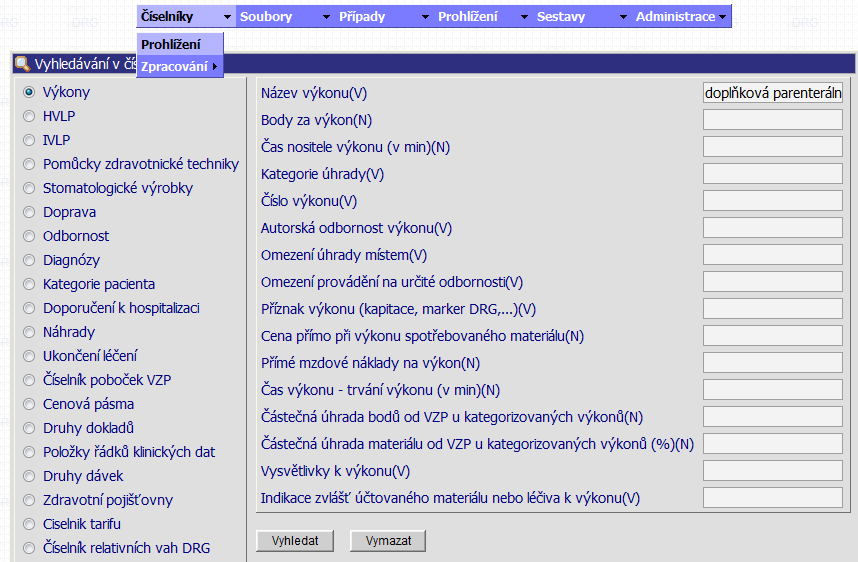 Číselníky Soubory Případy Prohlížení Sestavy Administrace
Prohlížení
Zpracování
Vyhledávání v čí
Výkony
HVLP
IVLP
Pomůcky zdravotnické techniky
Stomatologické výrobky
Doprava
Odbornost
Diagnózy
Kategorie pacienta
Doporučení k hospitalizaci
Náhrady
Ukončení léčení
Číselník poboček VZP
Cenová pásma
Druhy dokladů
Položky řádků klinických dat
Druhy dávek
Zdravotní pojišťovny
Ciselnik tarifu
Číselník relativních vah DRG
Název výkonu(V) doplňková parenteráln
Body za výkon(N)
Čas nositele výkonu (v min)(N)
Kategorie úhrady(V)
Číslo výkonu(V)
Autorská odbornost výkonu(V)
Omezení úhrady místem(V)
Omezení provádění na určité odbornosti(V)
Příznak výkonu (kapitace, marker DRG,...)(V)
Cena přímo při výkonu spotřebovaného materiálu(N)
Přímé mzdové náklady na výkon(N)
Čas výkonu - trvání výkonu (v min)(N)
Částečná úhrada bodů od VZP u kategorizovaných výkonů(N)
Částečná úhrada materiálu od VZP u kategorizovaných výkonů (%)(N)
Vysvětlivky k výkonu(V)
Indikace zvlášť účtovaného materiálu nebo léčiva k výkonu(V)
Vyhledat Vymazat